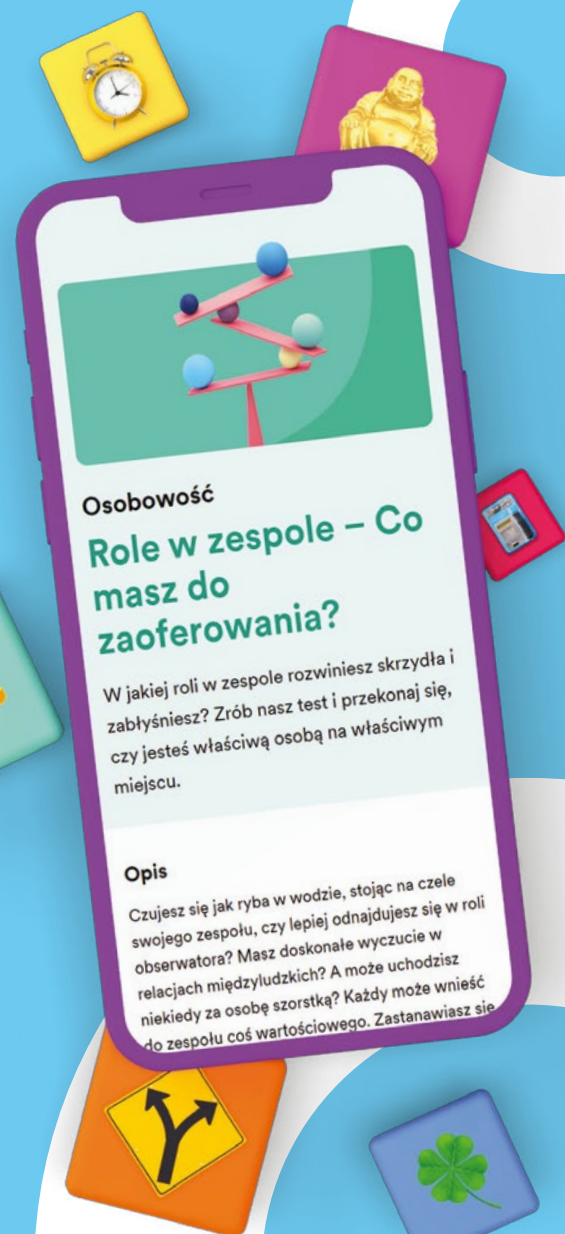 Osobowość
Role w zespole – Co
masz do
zaoferowania?
W jakiej roli w zespole rozwiniesz skrzydła i
zabłyśniesz? Zrób nasz test i przekonaj się,
czy jesteś właściwą osobą na właściwym
miejscu.
Opis
Czujesz się jak ryba w wodzie, stojąc na czele
swojego zespołu, czy lepiej odnajdujesz się w roli
obserwatora? Masz doskonałe wyczucie w
relacjach międzyludzkich? A może uchodzisz
niekiedy za osobę szorstką? Każdy może wnieść
do zespołu coś wartościowego. Zastanawiasz się